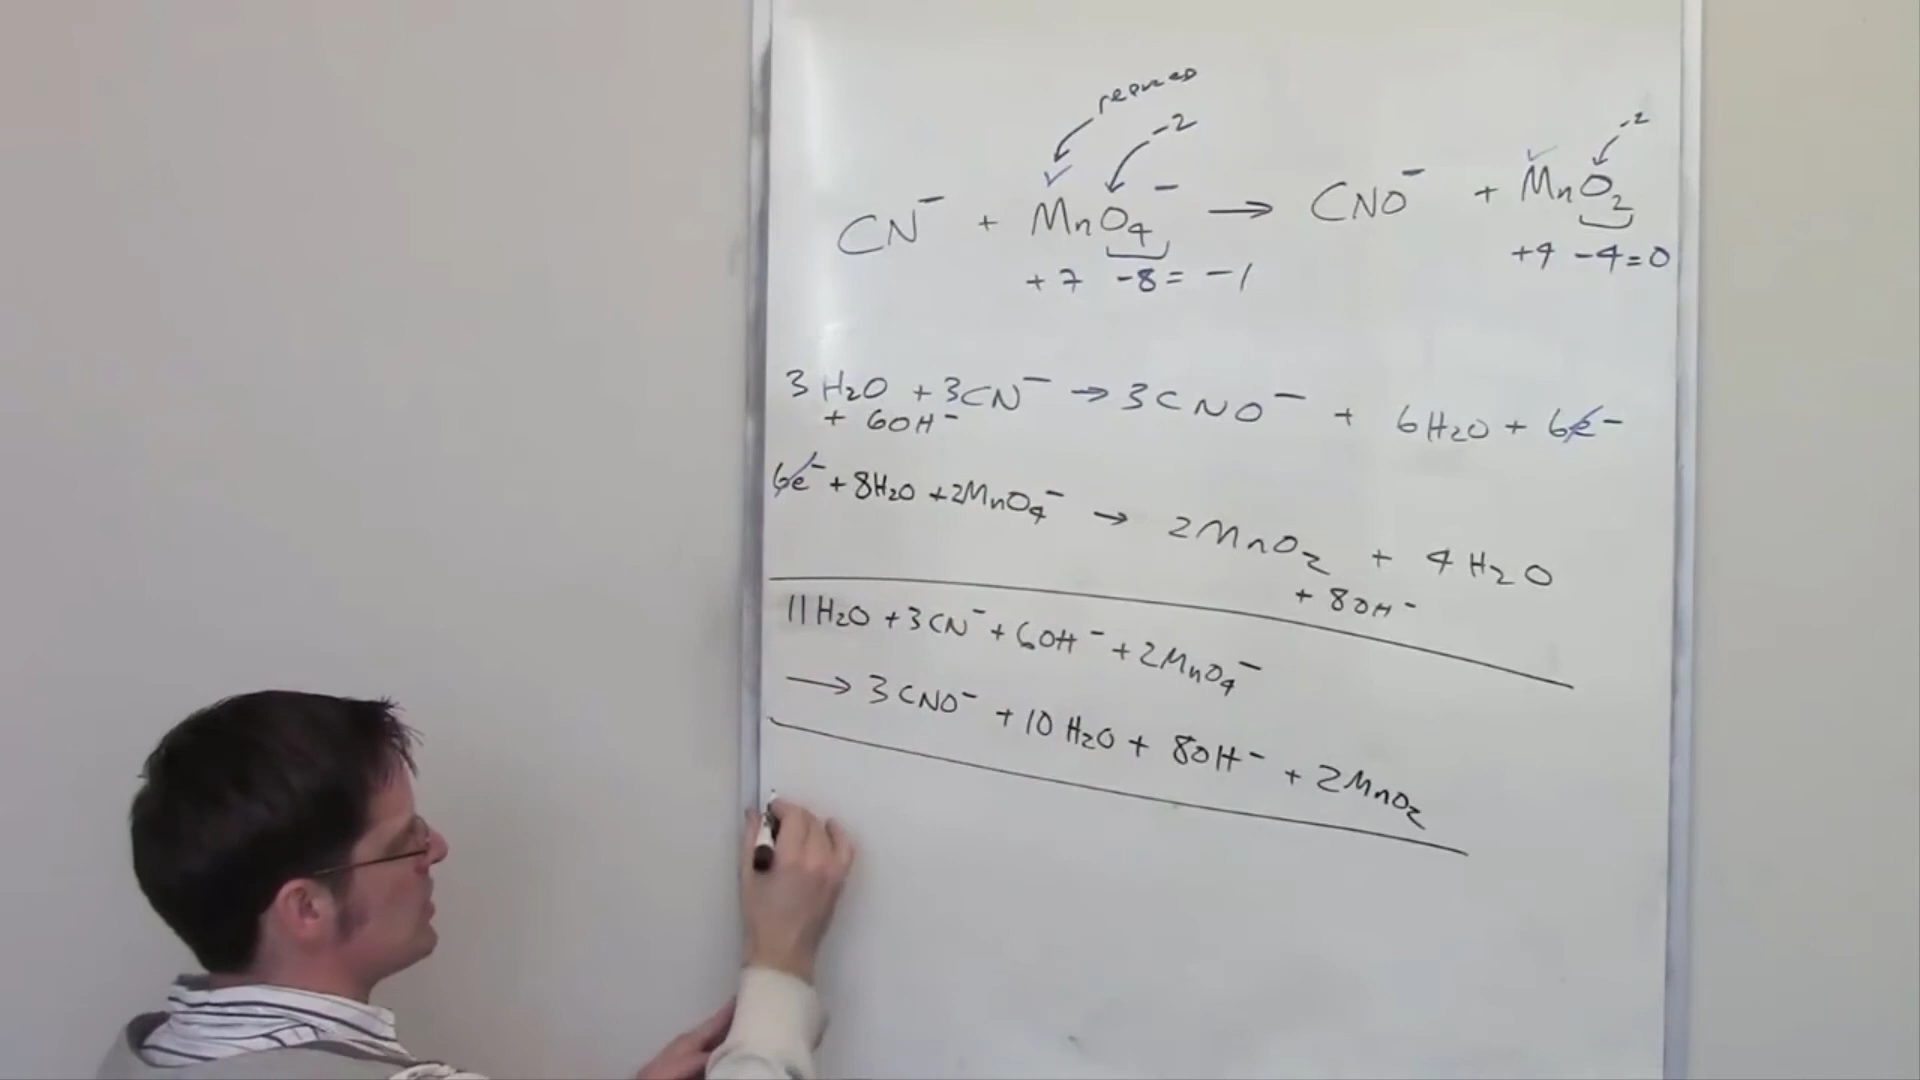 reduced
-2
-2
CN⁻ + MnO₄⁻ → CNO⁻ + MnO₂
+7 -8 = -1
+4 -4=0
3H₂O + 3CN⁻ → 3CNO⁻ + 6H₂O + 6e⁻
+ 6OH⁻
6e⁻ + 8H₂O + 2MnO₄⁻ → 2MnO₂ + 4H₂O
+ 8OH⁻
11H₂O + 3CN⁻ + 6OH⁻ + 2MnO₄⁻
→ 3CNO⁻ + 10H₂O + 8OH⁻ + 2MnO₂